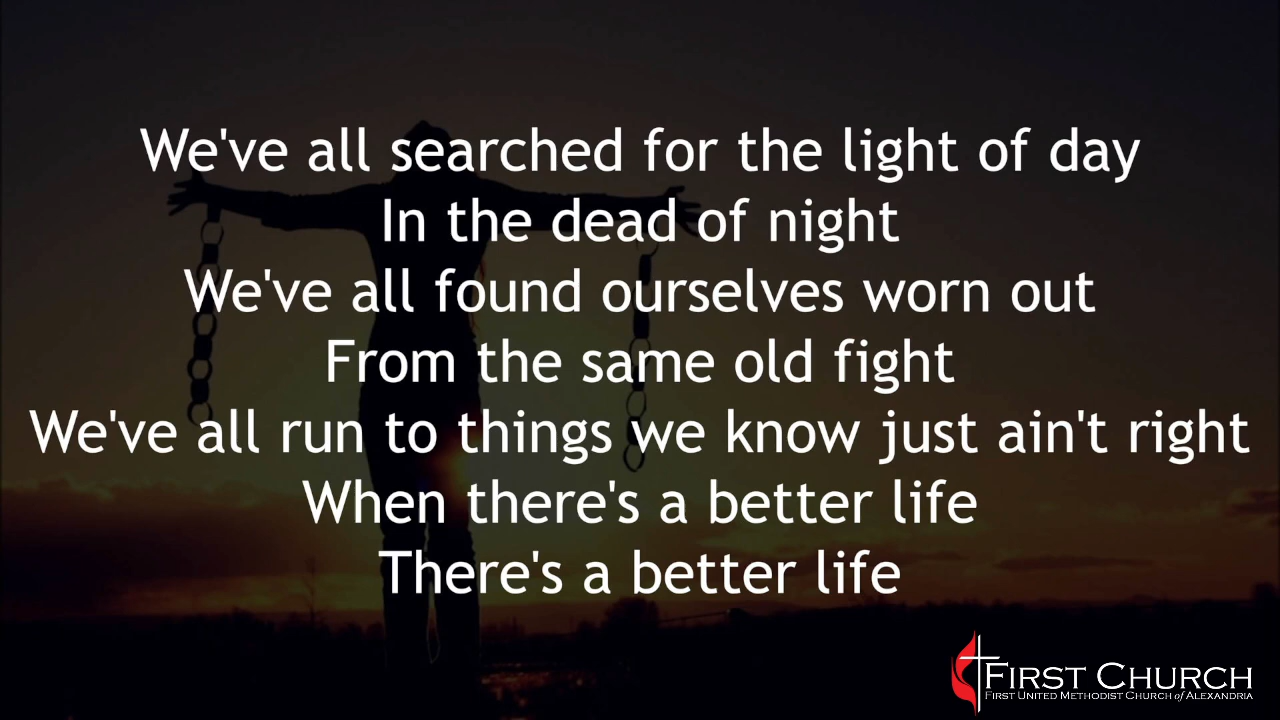 We've all searched for the light of day
In the dead of night
We've all found ourselves worn out
From the same old fight
We've all run to things we know just ain't right
When there's a better life
There's a better life
FIRST CHURCH
FIRST UNITED METHODIST CHURCH of ALEXANDRIA